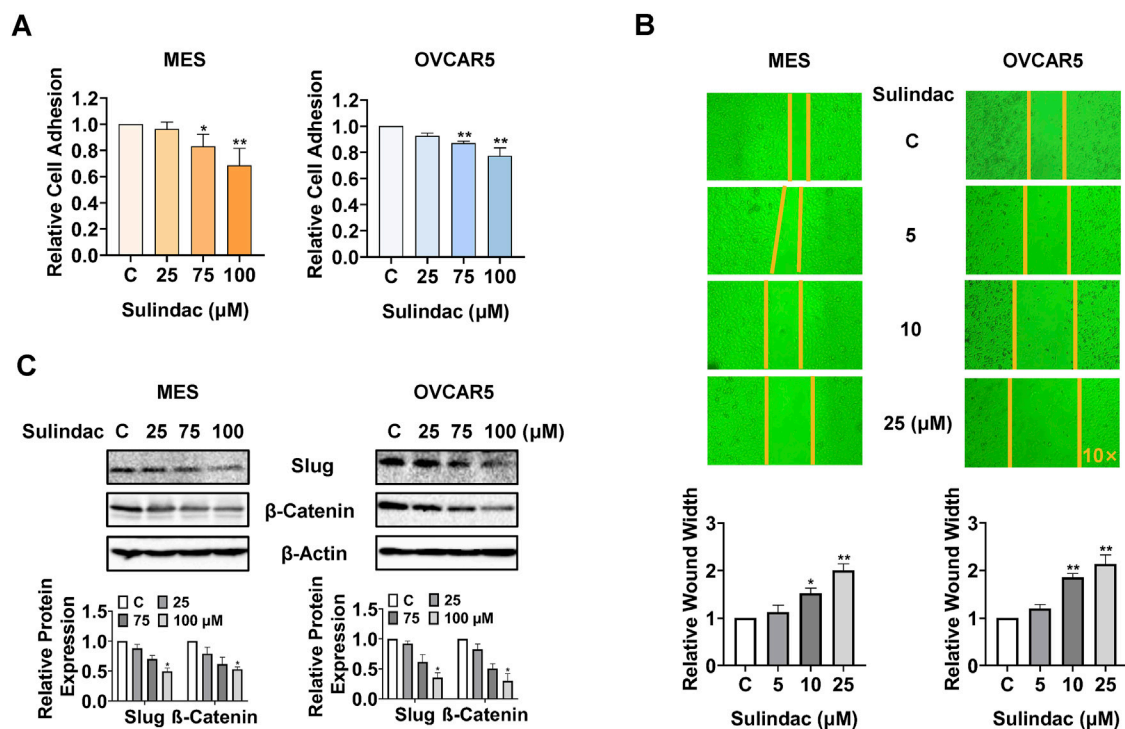 A
MES
OVCAR5
Relative Cell Adhesion
1.2
1.0
0.8
0.6
0.4
0.2
0.0
*
**
C 25 75 100
Sulindac (µM)
Relative Cell Adhesion
1.2
1.0
0.8
0.6
0.4
0.2
0.0
**
**
C 25 75 100
Sulindac (µM)
B
MES
OVCAR5
Sulindac
C
5
10
25 (µM)
10×
Relative Wound Width
3
2
1
0
*
**
C 5 10 25
Sulindac (µM)
Relative Wound Width
3
2
1
0
**
**
C 5 10 25
Sulindac (µM)
C
MES
OVCAR5
Sulindac C 25 75 100
C 25 75 100 (µM)
Slug
ß-Catenin
ß-Actin
Relative Protein
Expression
1.5
1.0
0.5
0.0
C 25
75 100 µM
*
*
Slug ß-Catenin
Relative Protein
Expression
1.5
1.0
0.5
0.0
C 25
75 100 µM
*
*
Slug ß-Catenin